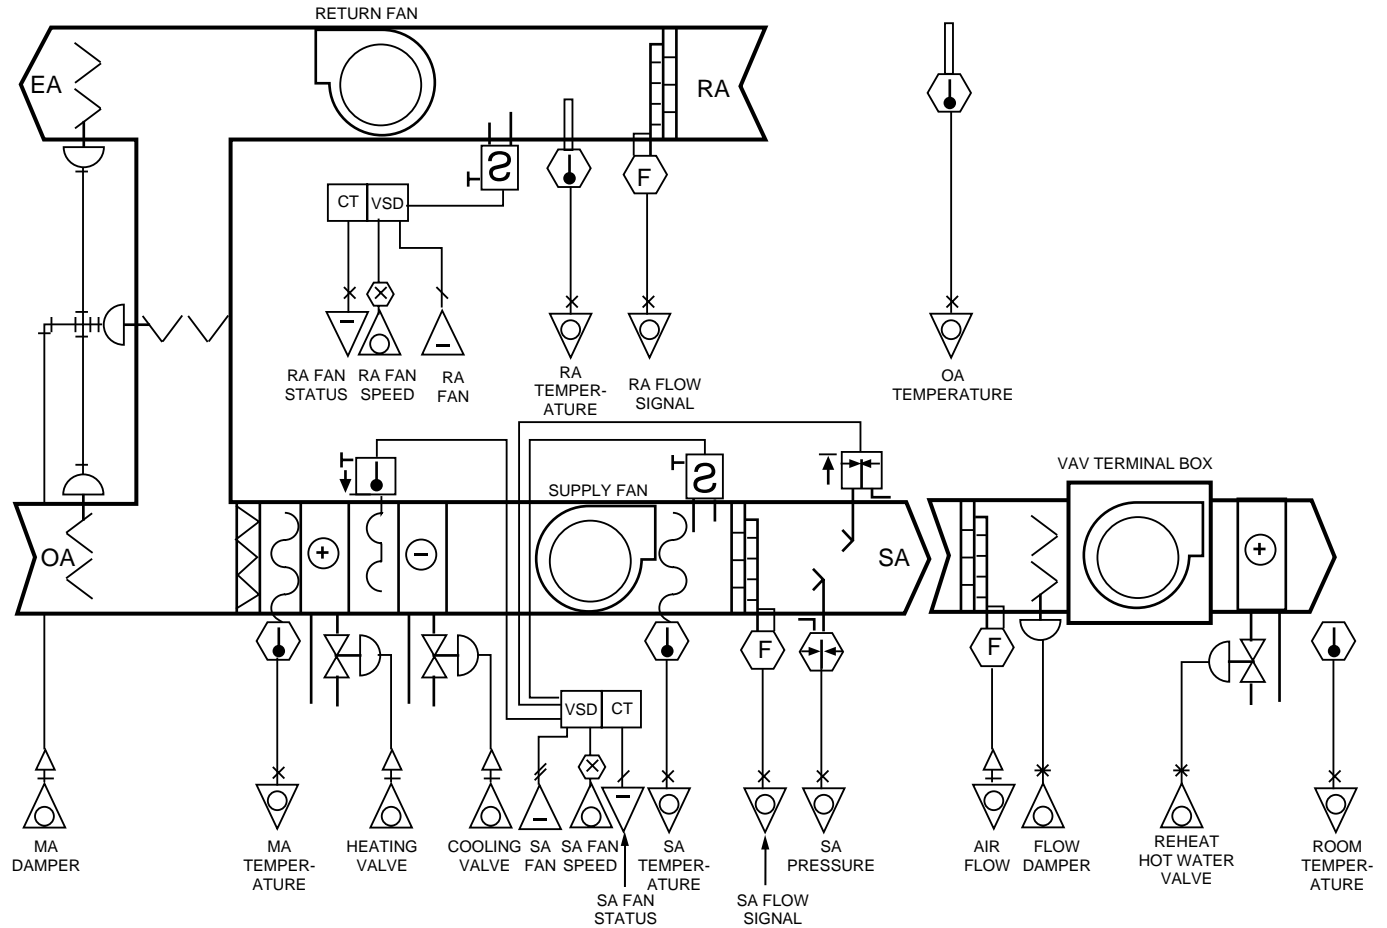 RETURN FAN
EA
RA
S
F
CT
VSD
RA FAN
STATUS
RA FAN
SPEED
RA
FAN
RA
TEMPER-
ATURE
RA FLOW
SIGNAL
OA
TEMPERATURE
VAV TERMINAL BOX
SUPPLY FAN
S
OA
SA
F
F
VSD
CT
MA
DAMPER
MA
TEMPER-
ATURE
HEATING
VALVE
COOLING
VALVE
SA
FAN
SA FAN
SPEED
SA FAN
STATUS
SA
TEMPER-
ATURE
SA FLOW
SIGNAL
SA
PRESSURE
AIR
FLOW
FLOW
DAMPER
REHEAT
HOT WATER
VALVE
ROOM
TEMPER-
ATURE